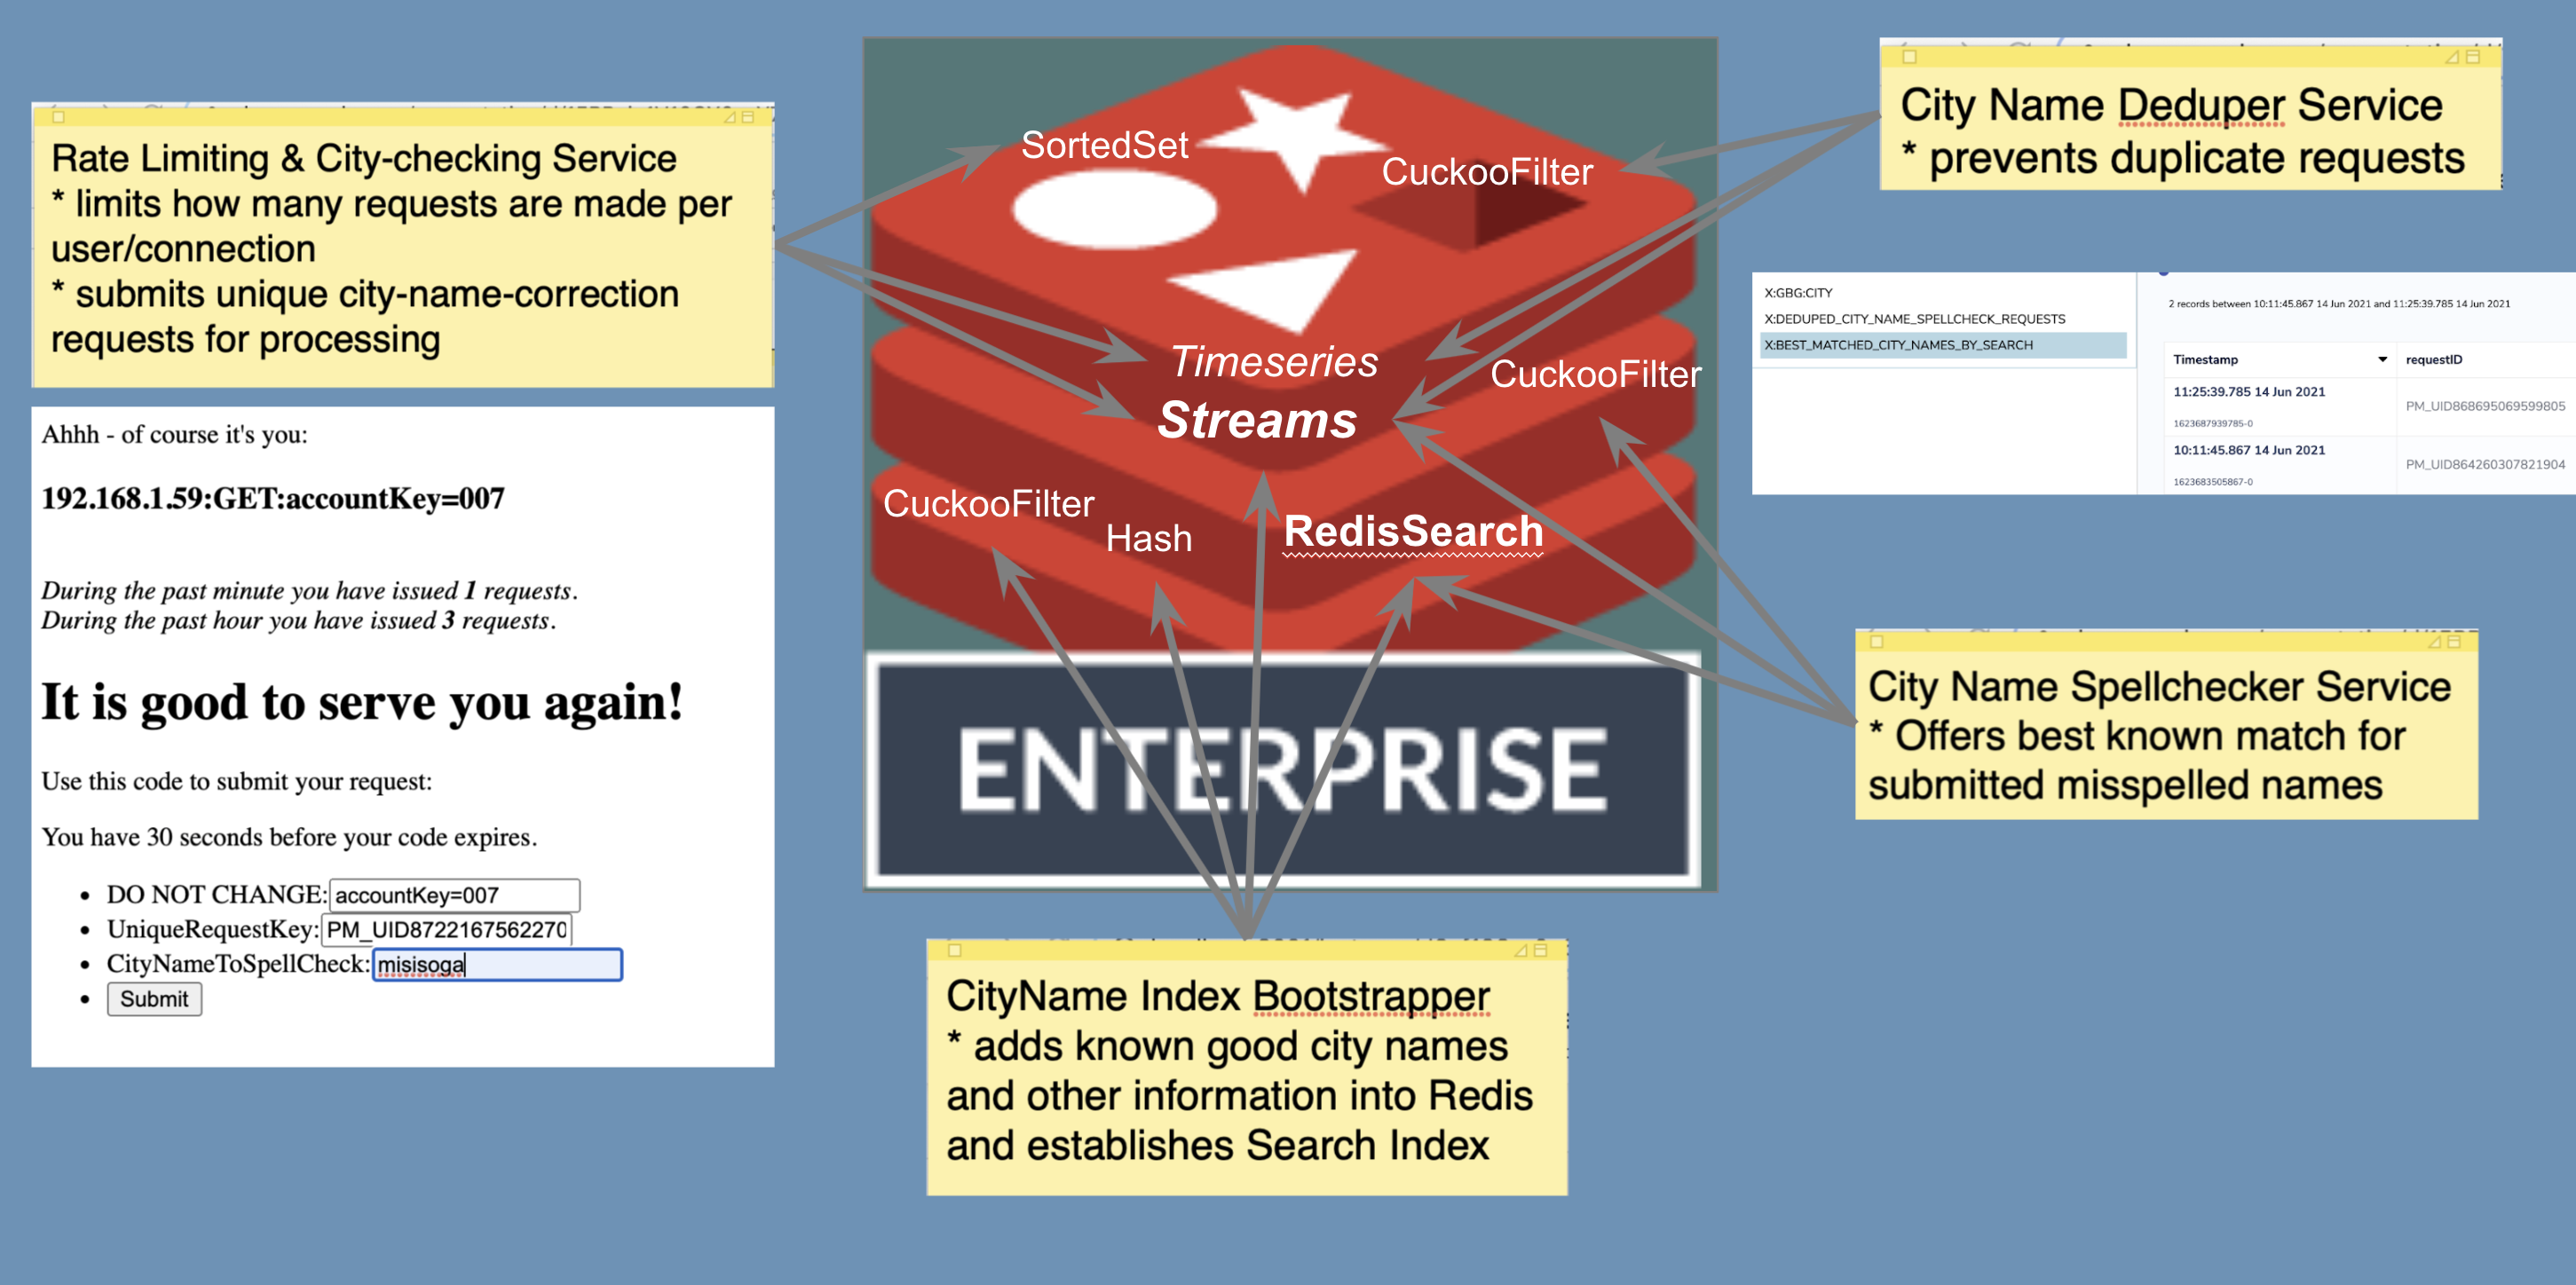 Rate Limiting & City-checking Service
* limits how many requests are made per
user/connection
* submits unique city-name-correction
requests for processing
Ahhh - of course it's you:
192.168.1.59:GET:accountKey=007
During the past minute you have issued 1 requests.
During the past hour you have issued 3 requests.
It is good to serve you again!
Use this code to submit your request:
You have 30 seconds before your code expires.
• DO NOT CHANGE: accountKey=007
• UniqueRequestKey: PM_UID8722167562270
• CityNameToSpellCheck: misisoga
• Submit
SortedSet
CuckooFilter
Timeseries
CuckooFilter
Streams
CuckooFilter
Hash
RedisSearch
ENTERPRISE
CityName Index Bootstrapper
* adds known good city names
and other information into Redis
and establishes Search Index
City Name Deduper Service
* prevents duplicate requests
X:GBG:CITY
X:DEDUPED_CITY_NAME_SPELLCHECK_REQUESTS
X:BEST_MATCHED_CITY_NAMES_BY_SEARCH
2 records between 10:11:45.867 14 Jun 2021 and 11:25:39.785 14 Jun 2021
Timestamp requestID
11:25:39.785 14 Jun 2021
PM_UID868695069599805
1623687939785-0
10:11:45.867 14 Jun 2021
PM_UID864260307821904
1623683505867-0
City Name Spellchecker Service
* Offers best known match for
submitted misspelled names